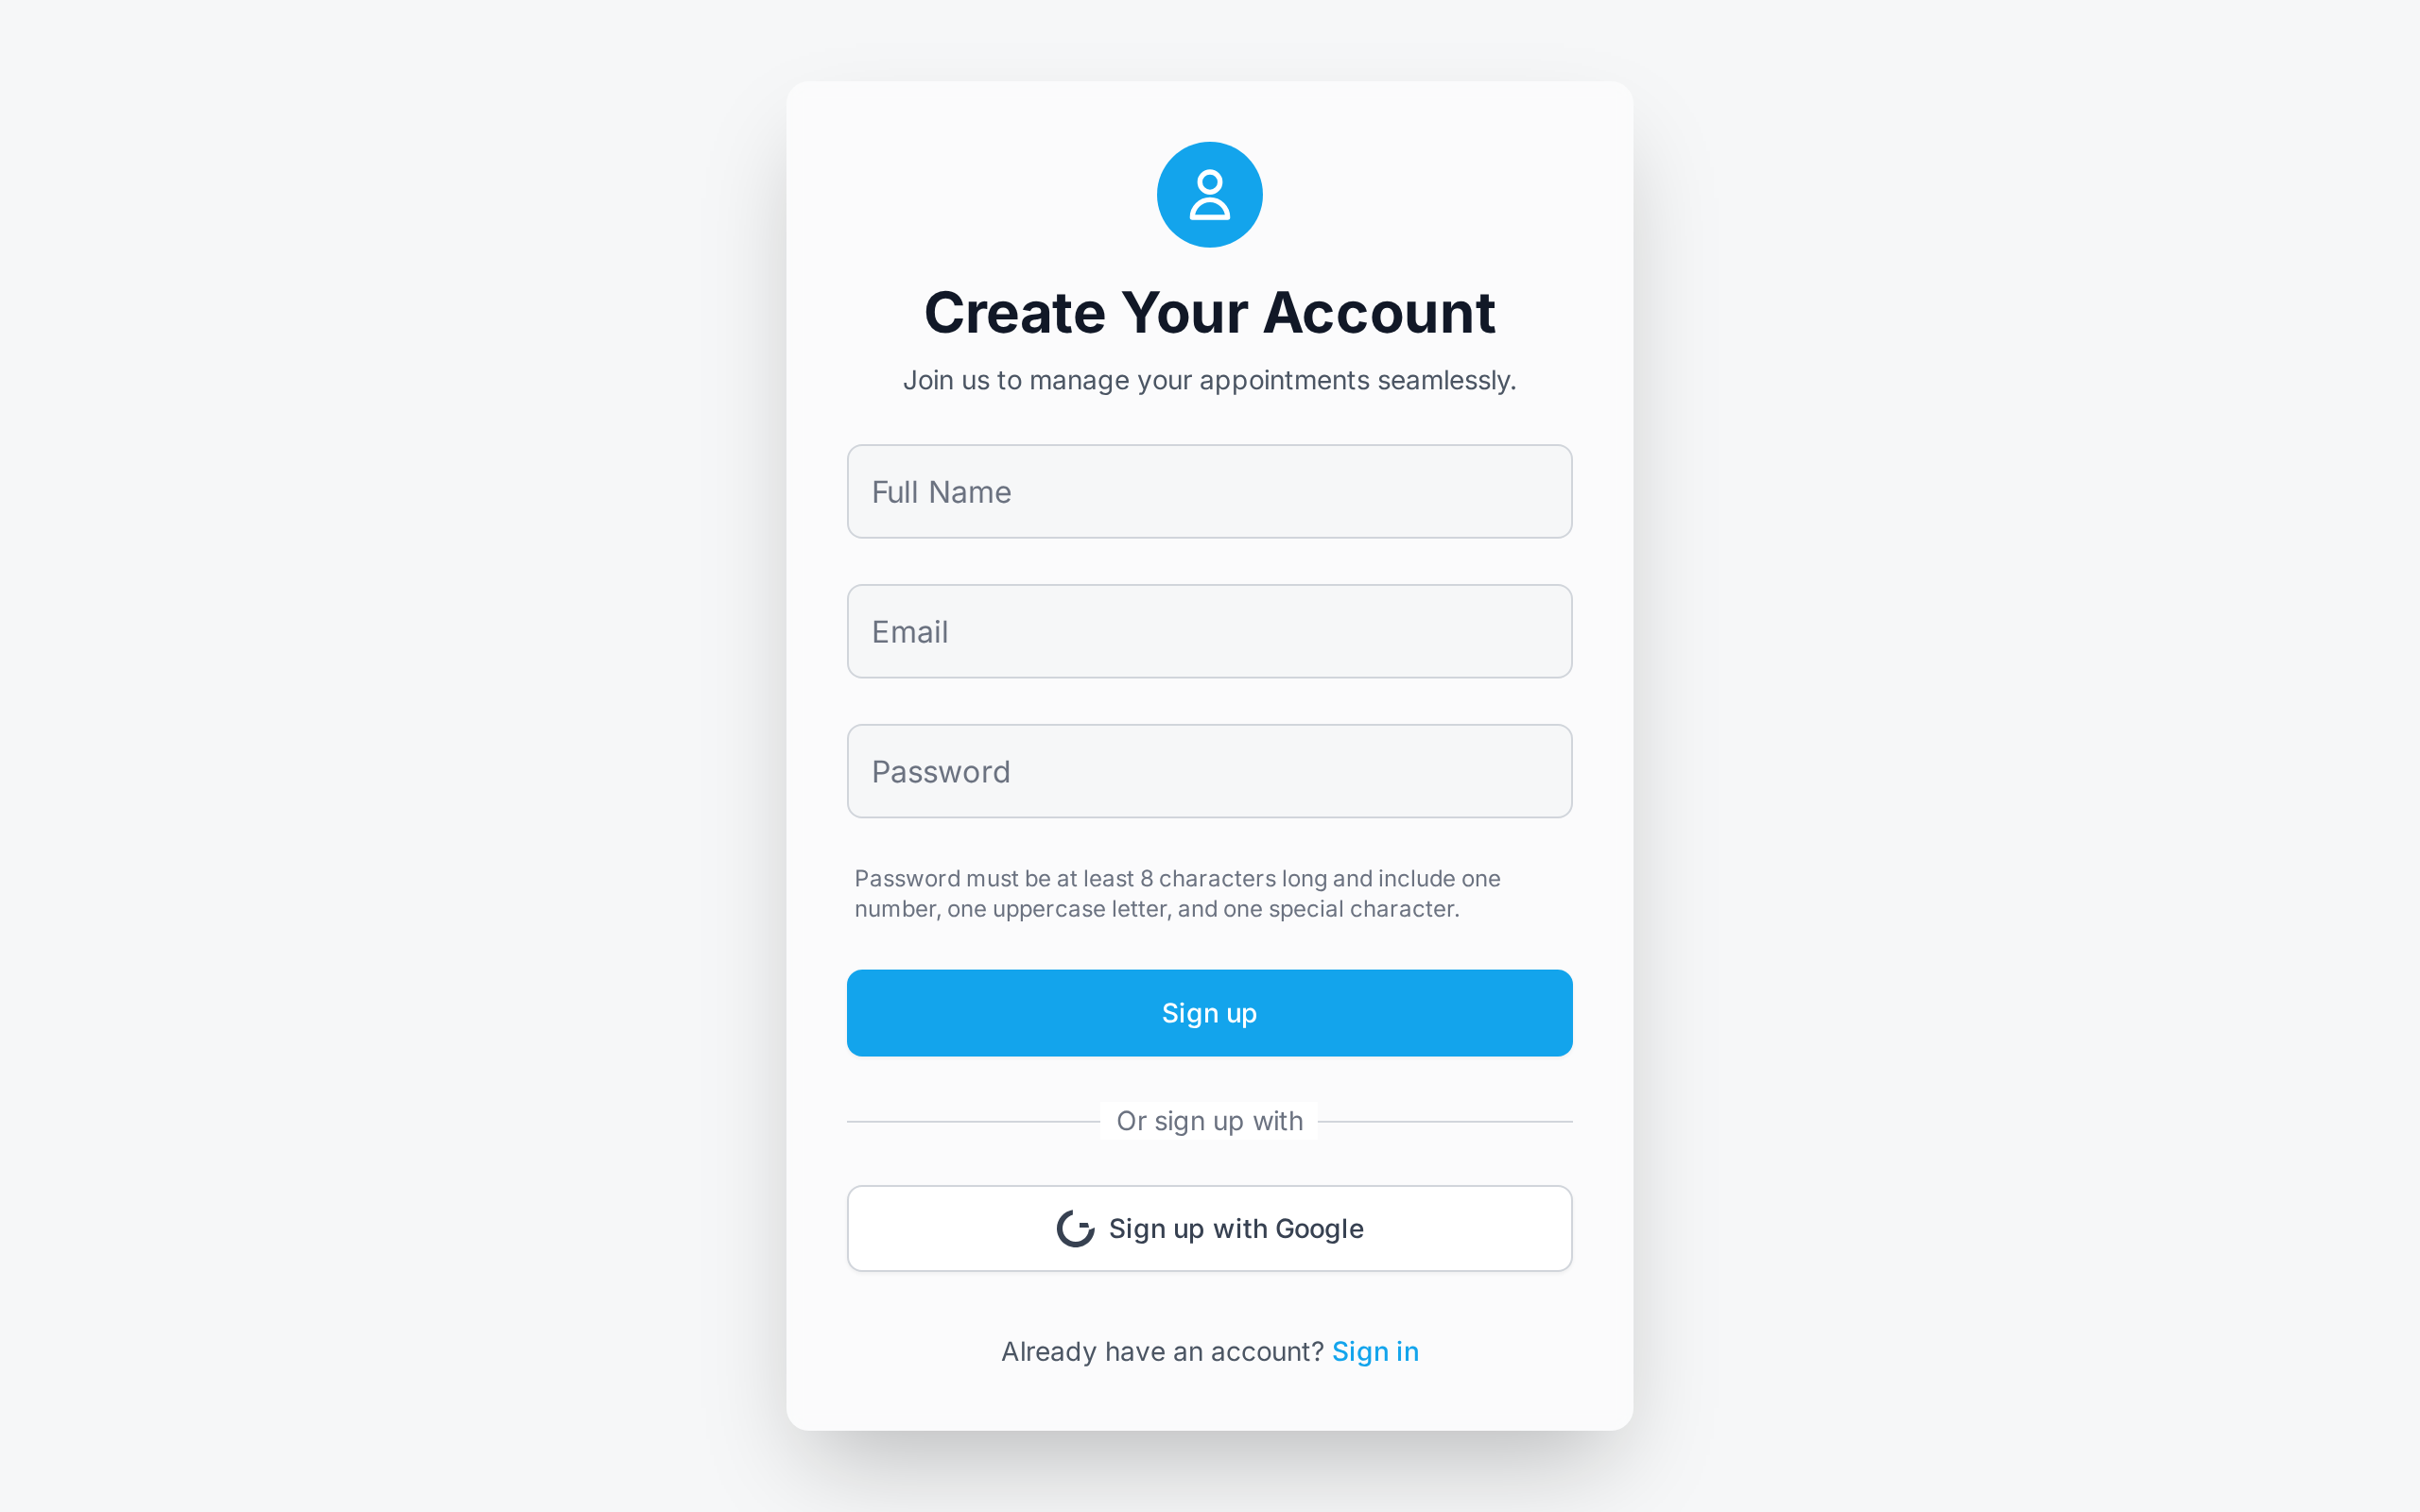 Create Your Account
Join us to manage your appointments seamlessly.
Full Name
Email
Password
Password must be at least 8 characters long and include one
number, one uppercase letter, and one special character.
Sign up
Or sign up with
Sign up with Google
Already have an account? Sign in